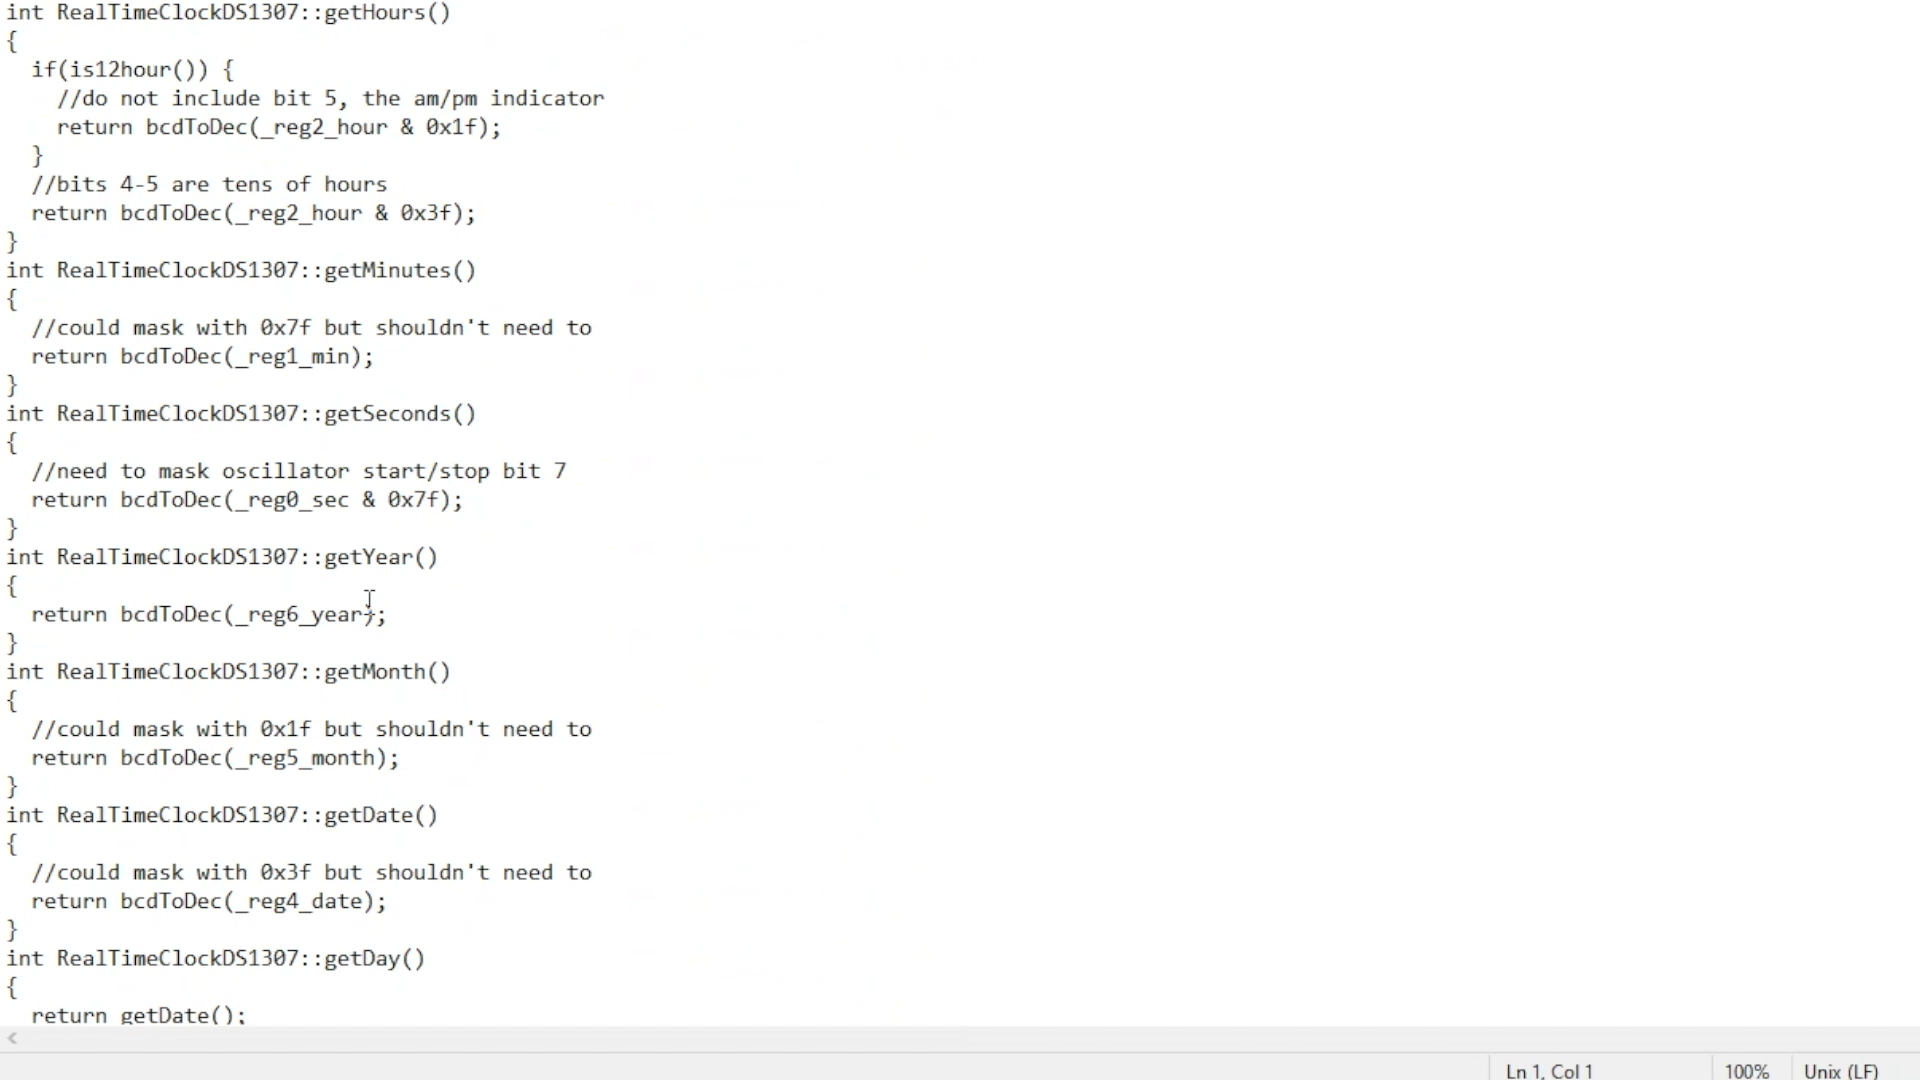 int RealTimeClockDS1307::getHours()
{
  if(is12hour()) {
    //do not include bit 5, the am/pm indicator
    return bcdToDec(_reg2_hour & 0x1f);
  }
  //bits 4-5 are tens of hours
  return bcdToDec(_reg2_hour & 0x3f);
}
int RealTimeClockDS1307::getMinutes()
{
  //could mask with 0x7f but shouldn't need to
  return bcdToDec(_reg1_min);
}
int RealTimeClockDS1307::getSeconds()
{
  //need to mask oscillator start/stop bit 7
  return bcdToDec(_reg0_sec & 0x7f);
}
int RealTimeClockDS1307::getYear()
{
  return bcdToDec(_reg6_year);
}
int RealTimeClockDS1307::getMonth()
{
  //could mask with 0x1f but shouldn't need to
  return bcdToDec(_reg5_month);
}
int RealTimeClockDS1307::getDate()
{
  //could mask with 0x3f but shouldn't need to
  return bcdToDec(_reg4_date);
}
int RealTimeClockDS1307::getDay()
{
  return getDate();
Ln 1, Col 1 100% Unix (LF)